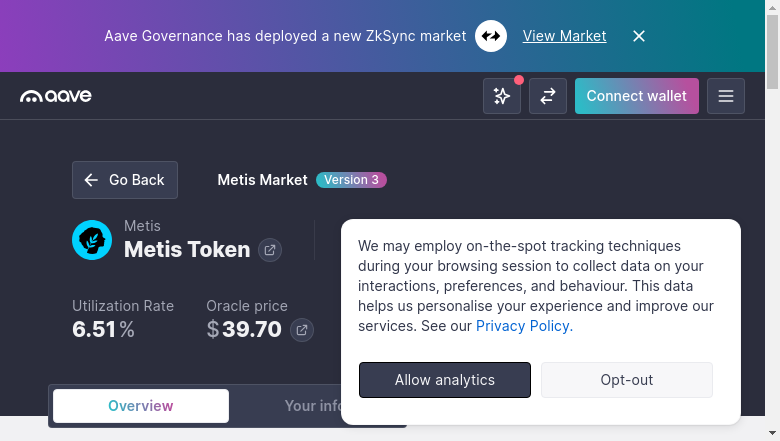 Aave Governance has deployed a new ZkSync market View Market
aave
Connect wallet
Go Back
Metis Market Version 3
Metis
Metis Token
Utilization Rate
6.51%
Oracle price
$39.70
We may employ on-the-spot tracking techniques
during your browsing session to collect data on your
interactions, preferences, and behaviour. This data
helps us personalise your experience and improve our
services. See our Privacy Policy.
Allow analytics
Opt-out
Overview
Your info